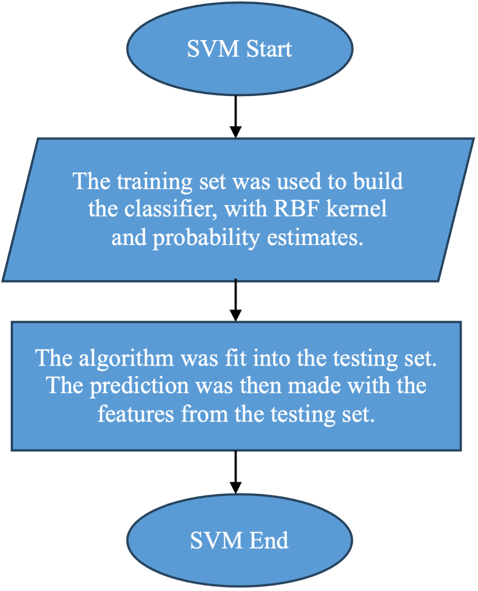 SVM Start
The training set was used to build
the classifier, with RBF kernel
and probability estimates.
The algorithm was fit into the testing set.
The prediction was then made with the
features from the testing set.
SVM End